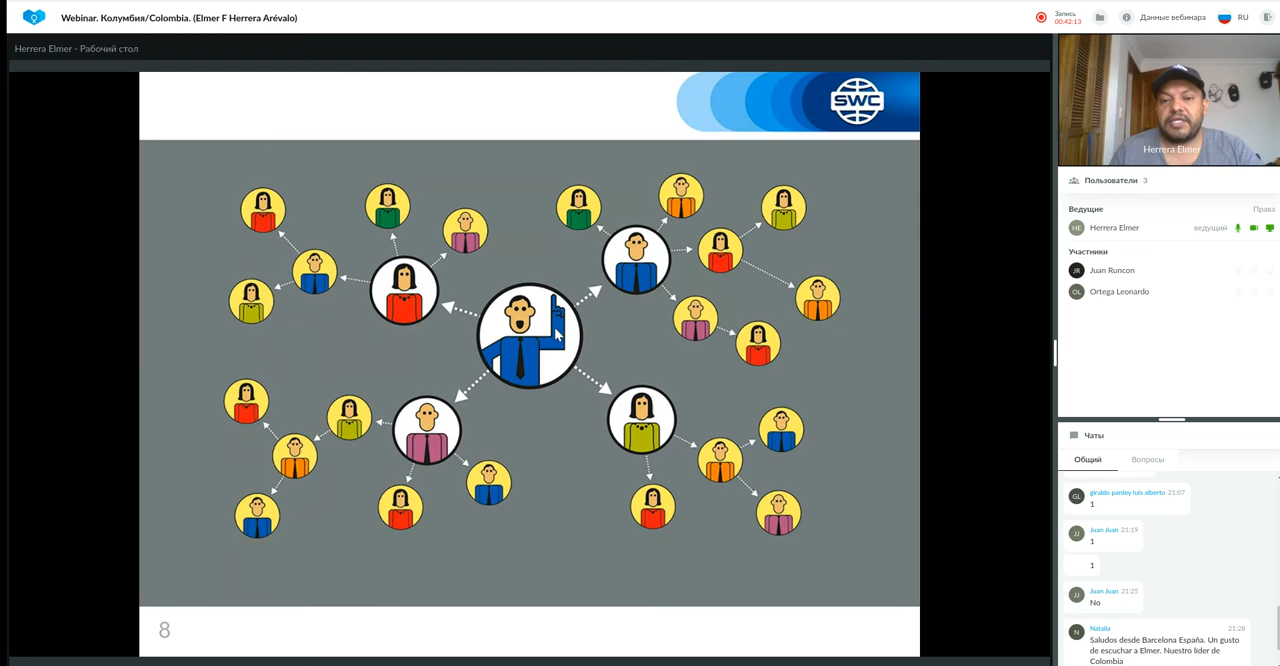 Webinar. Колумбия/Colombia. (Elmer F Herrera Arévalo)
Запись
00:42:13
Данные вебинара
RU
Herrera Elmer - Рабочий стол
SWC
8
Herrera Elmer
Пользователи 3
Ведущие Права
HE Herrera Elmer ведущий
Участники
JR Juan Runcon
OL Ortega Leonardo
Чаты
Общий Вопросы
GL giraldo pardey luis alberto 21:07
1
JJ Juan Juan 21:19
1
1
JJ Juan Juan 21:25
No
N Natalia 21:28
Saludos desde Barcelona España. Un gusto
de escuchar a Elmer. Nuestro líder de
Colombia